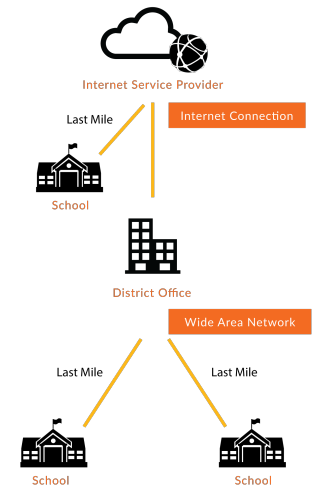 Internet Service Provider
Internet Connection
Last Mile
School
District Office
Wide Area Network
Last Mile
Last Mile
School
School